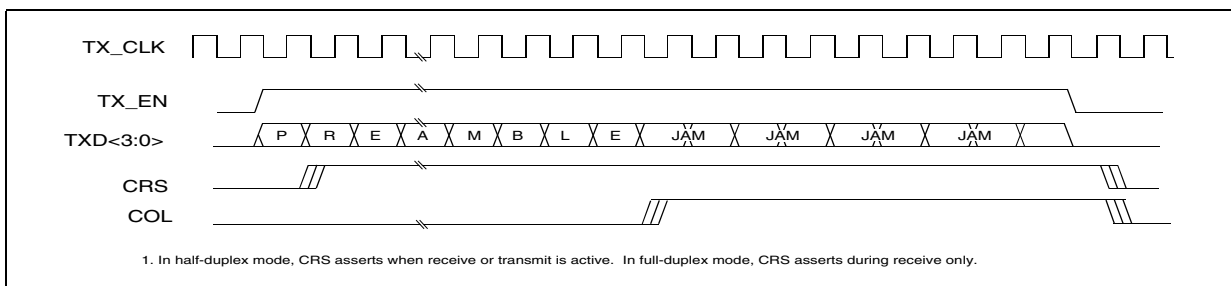 TX_CLK
TX_EN
TXD<3:0> P R E A M B L E JAM JAM JAM JAM
CRS
COL
1. In half-duplex mode, CRS asserts when receive or transmit is active. In full-duplex mode, CRS asserts during receive only.